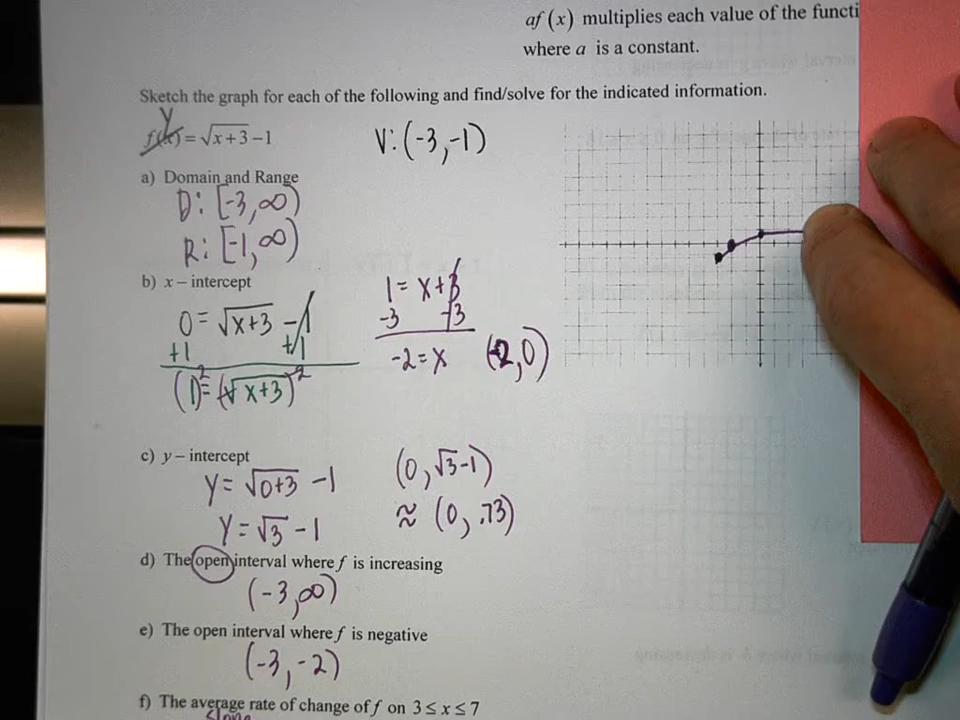 af(x) multiplies each value of the functi
where a is a constant.
Sketch the graph for each of the following and find/solve for the indicated information.
y
f(x) = √x+3 − 1
V: (-3, -1)
a) Domain and Range
D: [-3, ∞)
R: [-1, ∞)
b) x – intercept
0 = √x+3 - 1
+1 +1
(1)² = (√x+3)²
1 = x+3
-3 -3
-2 = x (-2, 0)
c) y – intercept
y = √0+3 - 1
y = √3 - 1
(0, √3-1)
≈ (0, .73)
d) The open interval where f is increasing
(-3, ∞)
e) The open interval where f is negative
(-3, -2)
f) The average rate of change of f on 3 ≤ x ≤ 7
slope